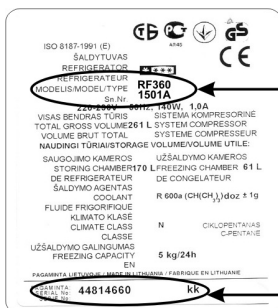 ISO 8187-1991 (E)
AЯ46
GS
CE
ŠALDYTUVAS
REFRIGERATOR
REFRIGERATEUR
MODELIS/MODEL/TYPE RF360
1501A
Sn.Nr
220-230V 50Hz, 140W, 1,0A
VISAS BENDRAS TŪRIS SISTEMA KOMPRESORINĖ
TOTAL GROSS VOLUME 261 L SYSTEM COMPRESSOR
VOLUME BRUT TOTAL SYSTEME COMPRESSEUR
NAUDINGI TŪRIAI/STORAGE VOLUME/VOLUME UTILE:
SAUGOJIMO KAMEROS UŽŠALDYMO KAMEROS
STORING CHAMBER 170 L FREEZING CHAMBER 61 L
DE REFRIGERATEUR DE CONGELATEUR
ŠALDYMO AGENTAS
COOLANT R 600a (CH(CH3)3) doz ± 1g
FLUIDE FRIGORIFIQUE
KLIMATO KLASĖ
CLIMATE CLASS N CIKLOPENTANAS
CLASSE C-PENTANE
UŽŠALDYMO GALINGUMAS
FREEZING CAPACITY 5 kg/24h
EN
PAGAMINTA LIETUVOJE / MADE IN LITHUANIA / FABRIQUE EN LITHUANIE
44814660 kk